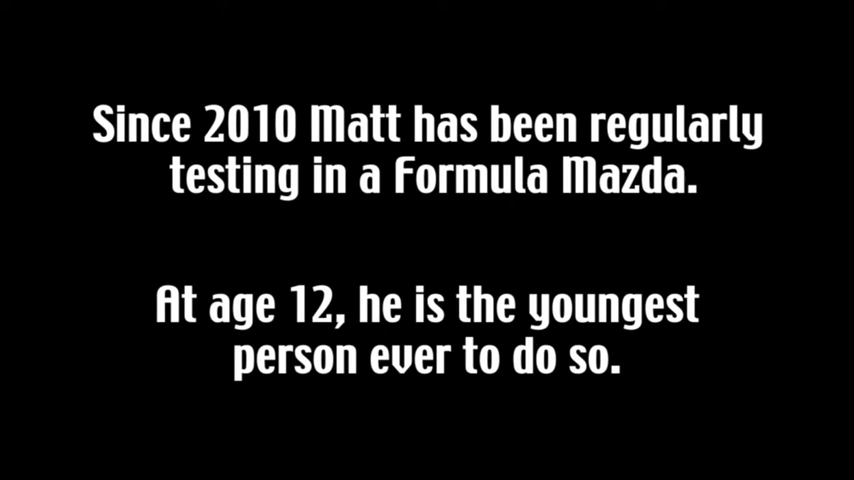 Since 2010 Matt has been regularly
testing in a Formula Mazda.
At age 12, he is the youngest
person ever to do so.